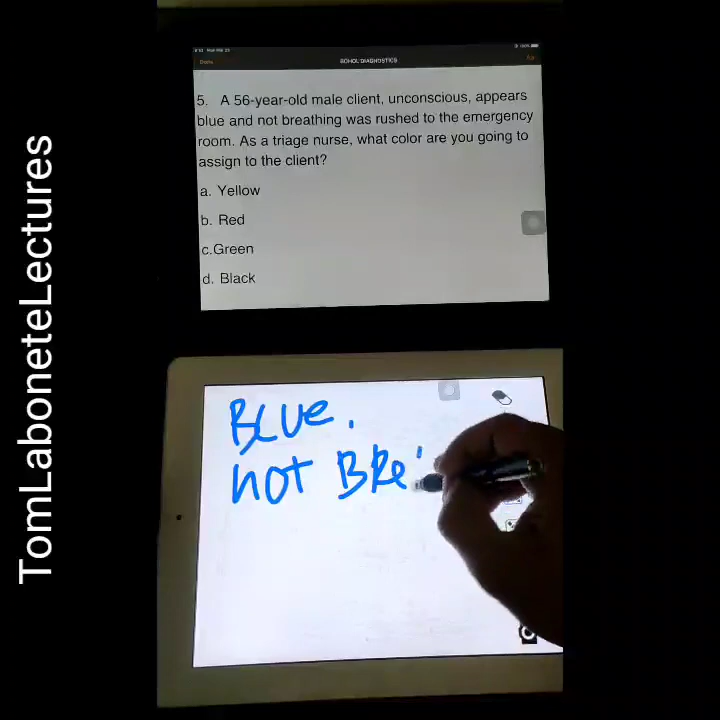 TomLaboneteLectures
SCHOL DIAGNOSTICS
5. A 56-year-old male client, unconscious, appears
blue and not breathing was rushed to the emergency
room. As a triage nurse, what color are you going to
assign to the client?
a. Yellow
b. Red
c.Green
d. Black
BLUE.
not BRe